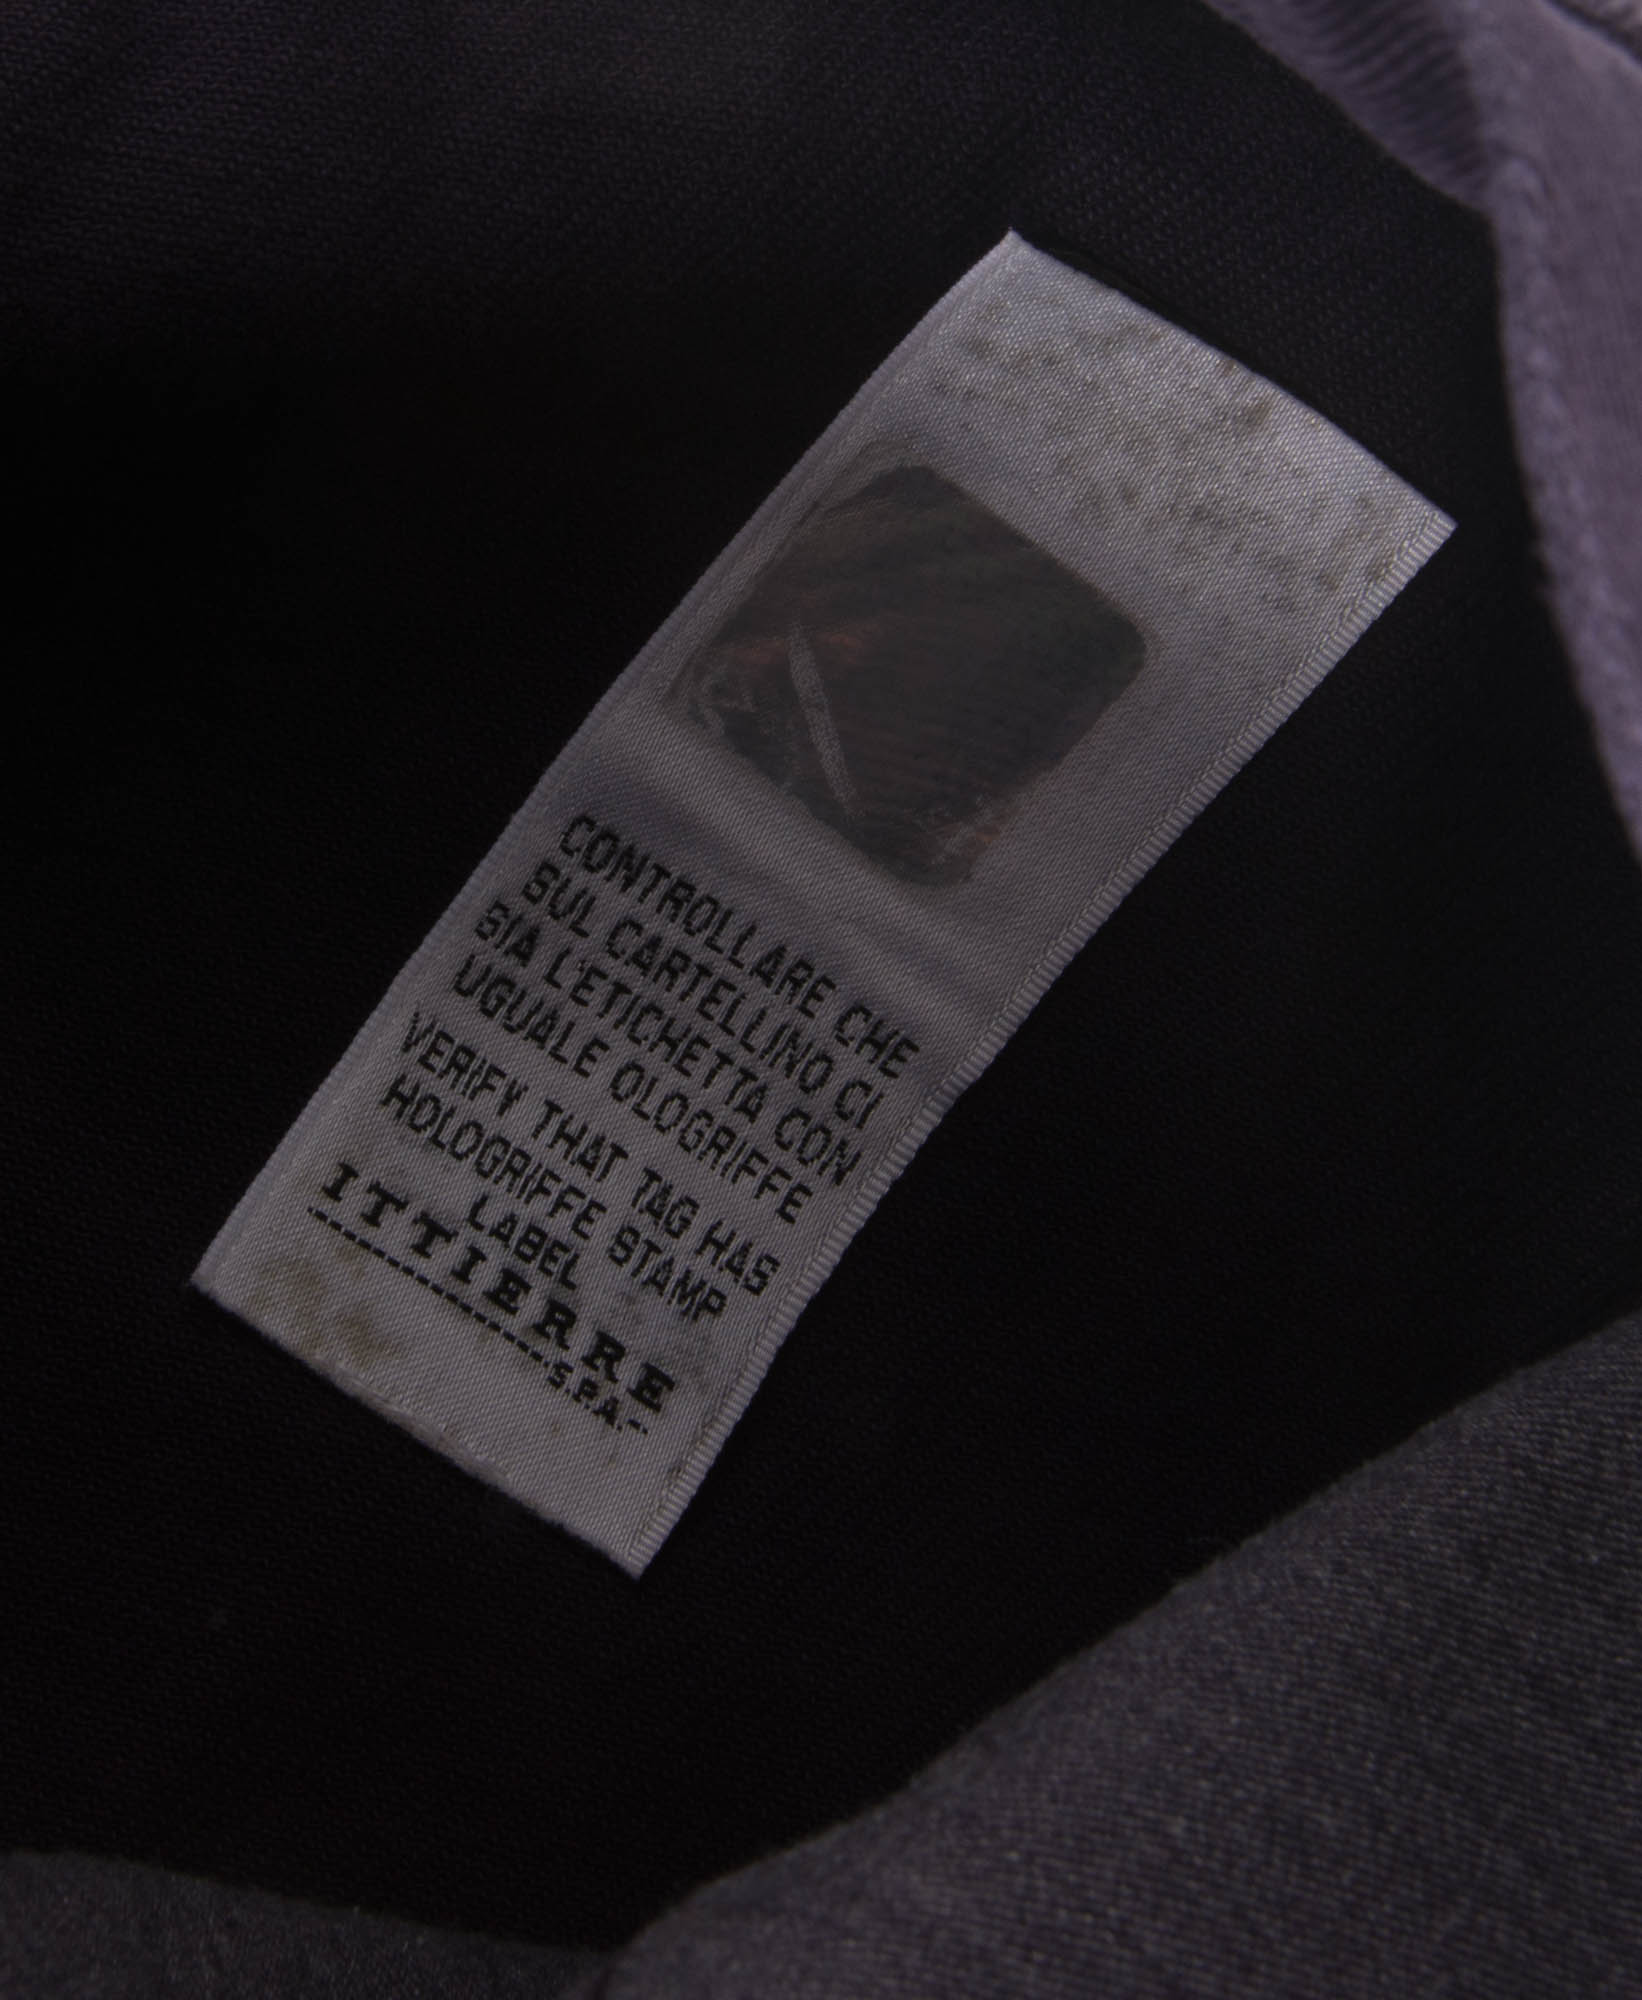 CONTROLLARE CHE
SUL CARTELLINO CI
SIA L'ETICHETTA CON
UGUALE OLOGRIFFE
VERIFY THAT TAG HAS
HOLOGRIFFE STAMP
LABEL
ITTIERRE
S.P.A.